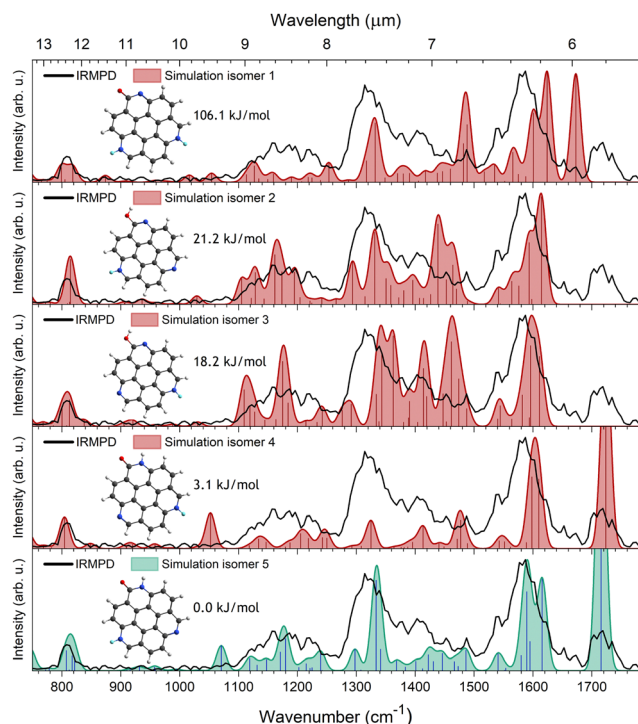 Wavelength (μm)
13 12 11 10 9 8 7 6
Intensity (arb. u.)
IRMPD Simulation isomer 1
106.1 kJ/mol
Intensity (arb. u.)
IRMPD Simulation isomer 2
21.2 kJ/mol
Intensity (arb. u.)
IRMPD Simulation isomer 3
18.2 kJ/mol
Intensity (arb. u.)
IRMPD Simulation isomer 4
3.1 kJ/mol
Intensity (arb. u.)
IRMPD Simulation isomer 5
0.0 kJ/mol
800 900 1000 1100 1200 1300 1400 1500 1600 1700
Wavenumber (cm⁻¹)